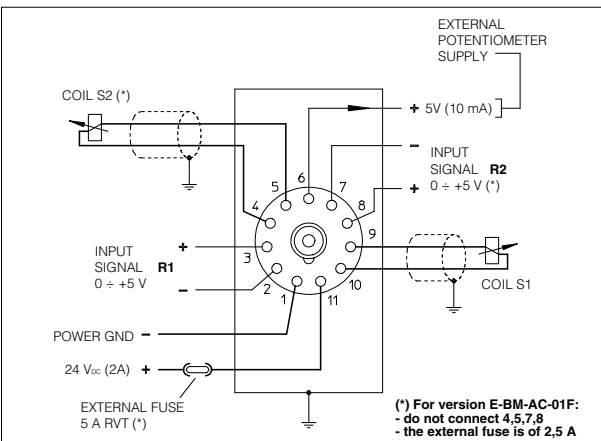 EXTERNAL
POTENTIOMETER
SUPPLY
COIL S2 (*)
+ 5V (10 mA)
6
5
7
-
INPUT
SIGNAL R2
+ 0 ÷ +5 V (*)
4
8
3
9
INPUT
SIGNAL R1
0 ÷ +5 V
+
-
2
10
1
11
COIL S1
POWER GND -
24 VDC (2A) +
EXTERNAL FUSE
5 A RVT (*)
(*) For version E-BM-AC-01F:
- do not connect 4,5,7,8
- the external fuse is of 2,5 A